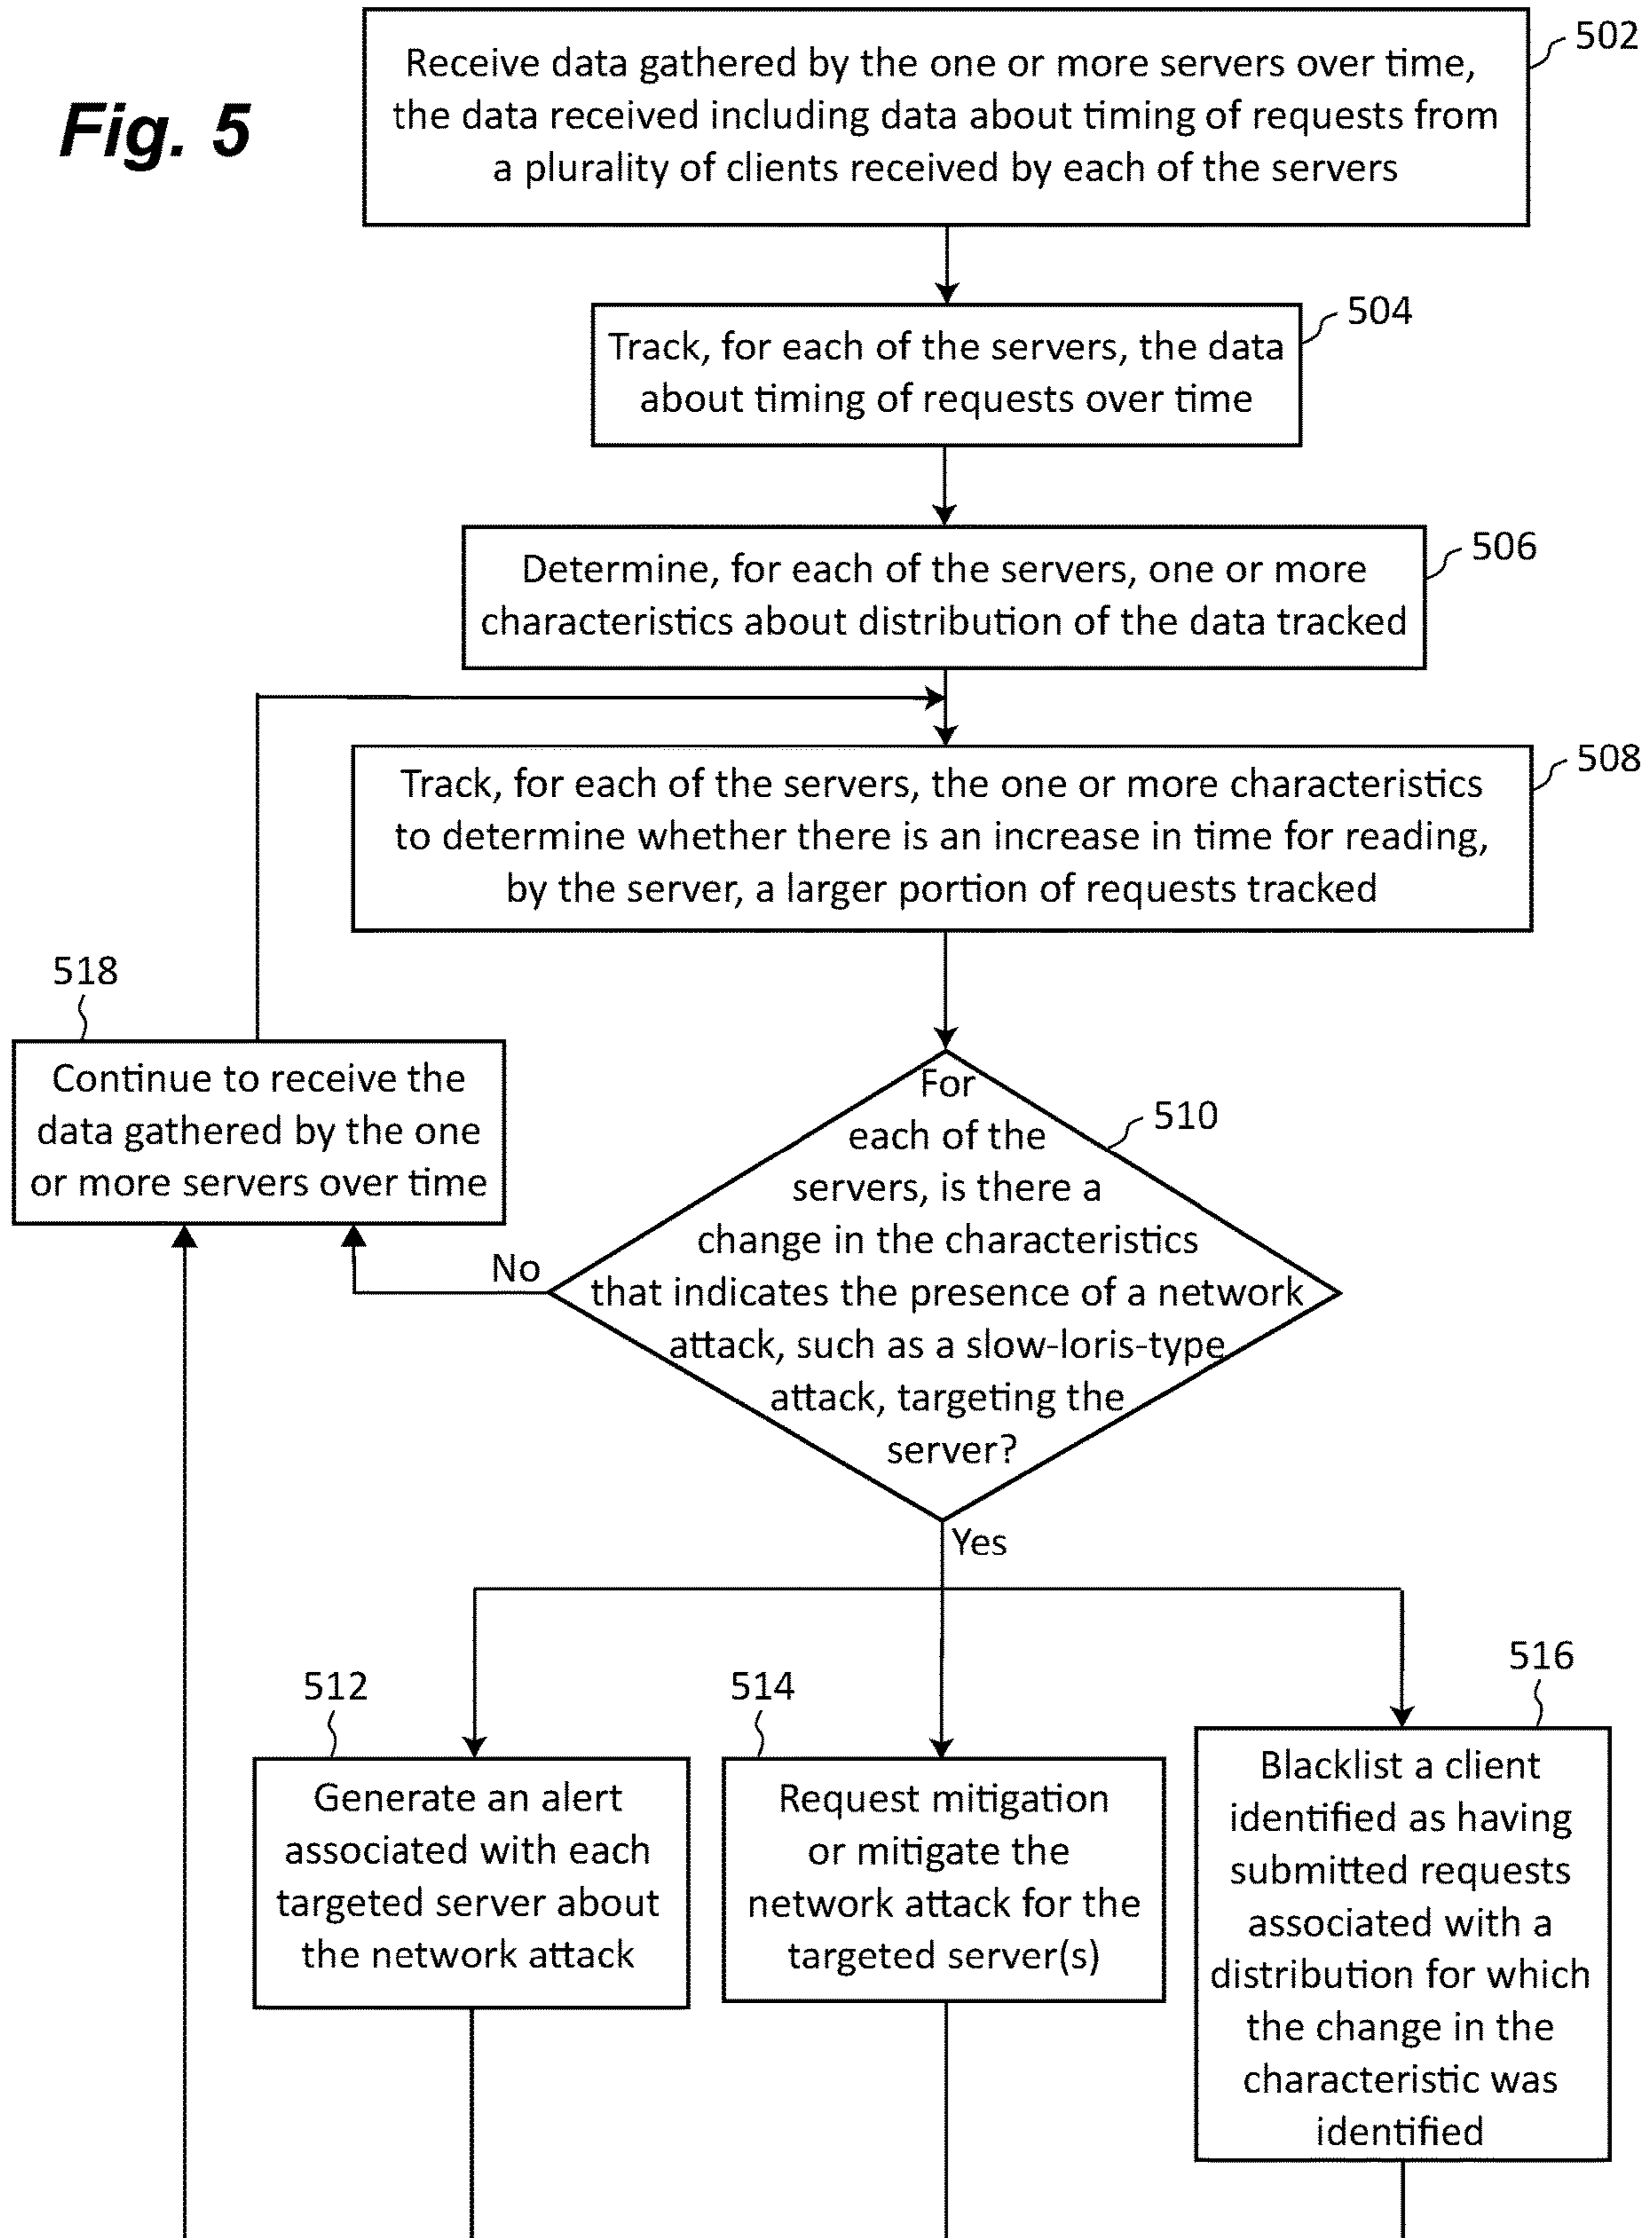 Fig. 5
502
Receive data gathered by the one or more servers over time,
the data received including data about timing of requests from
a plurality of clients received by each of the servers
504
Track, for each of the servers, the data
about timing of requests over time
506
Determine, for each of the servers, one or more
characteristics about distribution of the data tracked
508
Track, for each of the servers, the one or more characteristics
to determine whether there is an increase in time for reading,
by the server, a larger portion of requests tracked
518
Continue to receive the
data gathered by the one
or more servers over time
510
For
each of the
servers, is there a
change in the characteristics
that indicates the presence of a network
attack, such as a slow-loris-type
attack, targeting the
server?
No
Yes
512
Generate an alert
associated with each
targeted server about
the network attack
514
Request mitigation
or mitigate the
network attack for the
targeted server(s)
516
Blacklist a client
identified as having
submitted requests
associated with a
distribution for which
the change in the
characteristic was
identified